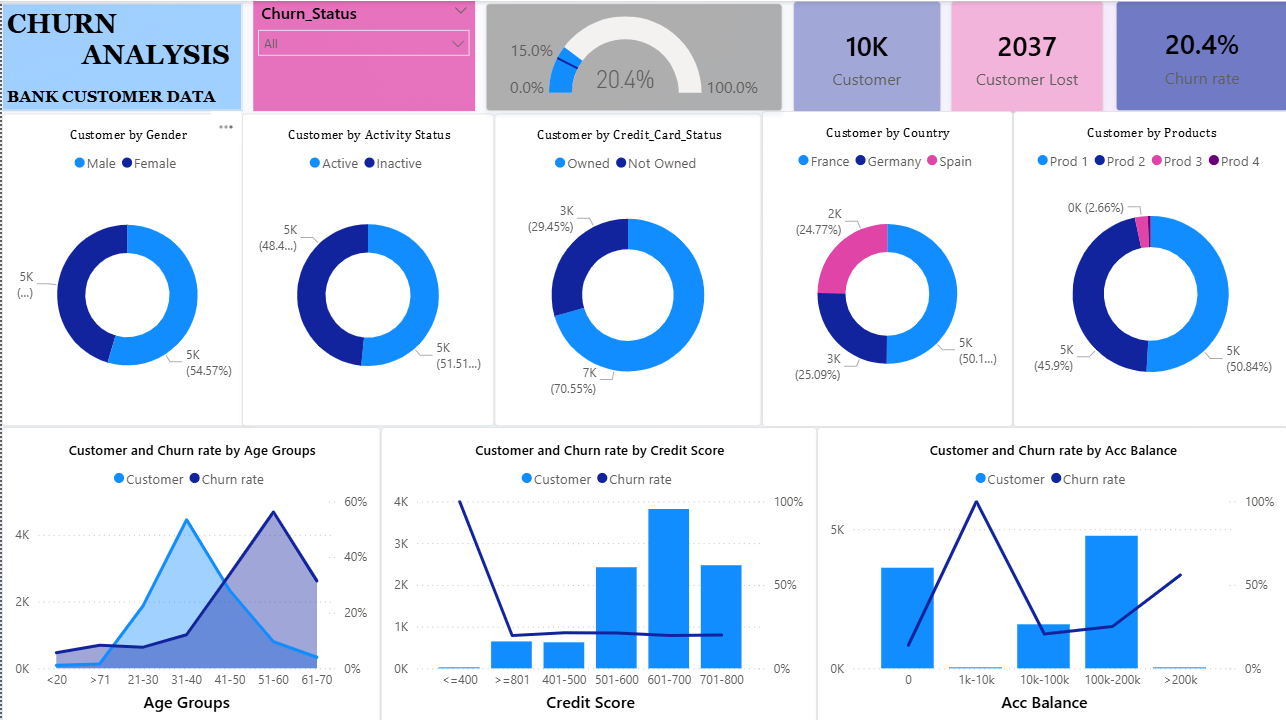 CHURN
ANALYSIS
BANK CUSTOMER DATA
Churn_Status
All
15.0%
0.0%
20.4%
100.0%
10K
Customer
2037
Customer Lost
20.4%
Churn rate
Customer by Gender
Male Female
5K
(...)
5K
(54.57%)
Customer by Activity Status
Active Inactive
5K
(48.4...)
5K
(51.51...)
Customer by Credit_Card_Status
Owned Not Owned
3K
(29.45%)
7K
(70.55%)
Customer by Country
France Germany Spain
2K
(24.77%)
3K
(25.09%)
5K
(50.1...)
Customer by Products
Prod 1 Prod 2 Prod 3 Prod 4
0K (2.66%)
5K
(45.9%)
5K
(50.84%)
Customer and Churn rate by Age Groups
Customer Churn rate
4K
2K
0K
60%
40%
20%
0%
<20 >71 21-30 31-40 41-50 51-60 61-70
Age Groups
Customer and Churn rate by Credit Score
Customer Churn rate
4K
3K
2K
1K
0K
100%
50%
0%
<=400 >=801 401-500 501-600 601-700 701-800
Credit Score
Customer and Churn rate by Acc Balance
Customer Churn rate
5K
0K
100%
50%
0%
0 1k-10k 10k-100k 100k-200k >200k
Acc Balance